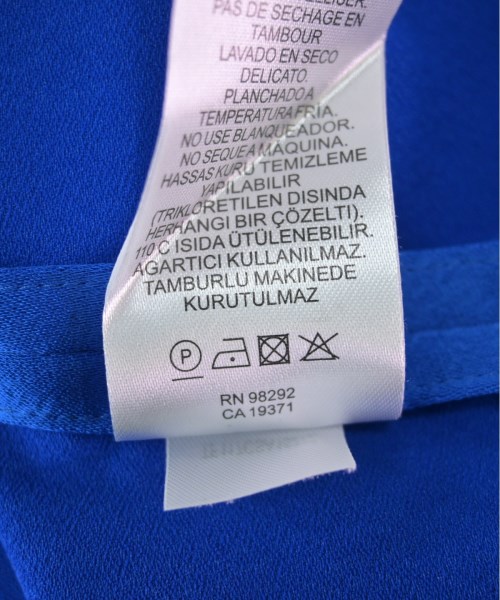 PAS DE SECHAGE EN
TAMBOUR
LAVADO EN SECO
DELICATO.
PLANCHADO A
TEMPERATURA FRIA.
NO USE BLANQUEADOR.
NO SEQUE A MAQUINA.
HASSAS KURU TEMIZLEME
YAPILABILIR
(TRIKLORETILEN DISINDA
HERHANGI BIR ÇÖZELTI).
110 C ISIDA ÜTÜLENEBILIR.
AGARTICI KULLANILMAZ.
TAMBURLU MAKINEDE
KURUTULMAZ
P
RN 98292
CA 19371